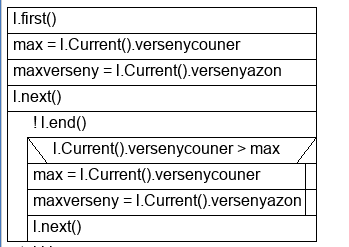 I.first()
max = I.Current().versenycouner
maxverseny = I.Current().versenyazon
I.next()
! I.end()
I.Current().versenycouner > max
max = I.Current().versenycouner
maxverseny = I.Current().versenyazon
I.next()